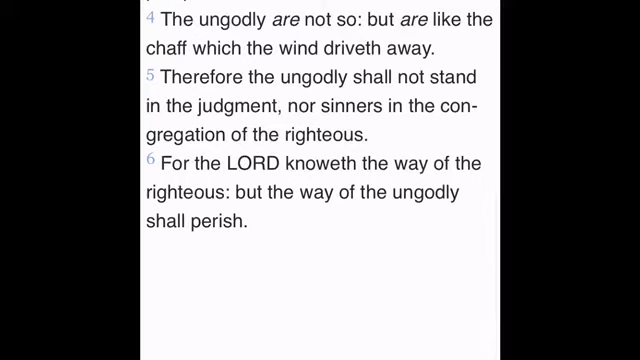 4 The ungodly are not so: but are like the
chaff which the wind driveth away.
5 Therefore the ungodly shall not stand
in the judgment, nor sinners in the con-
gregation of the righteous.
6 For the LORD knoweth the way of the
righteous: but the way of the ungodly
shall perish.